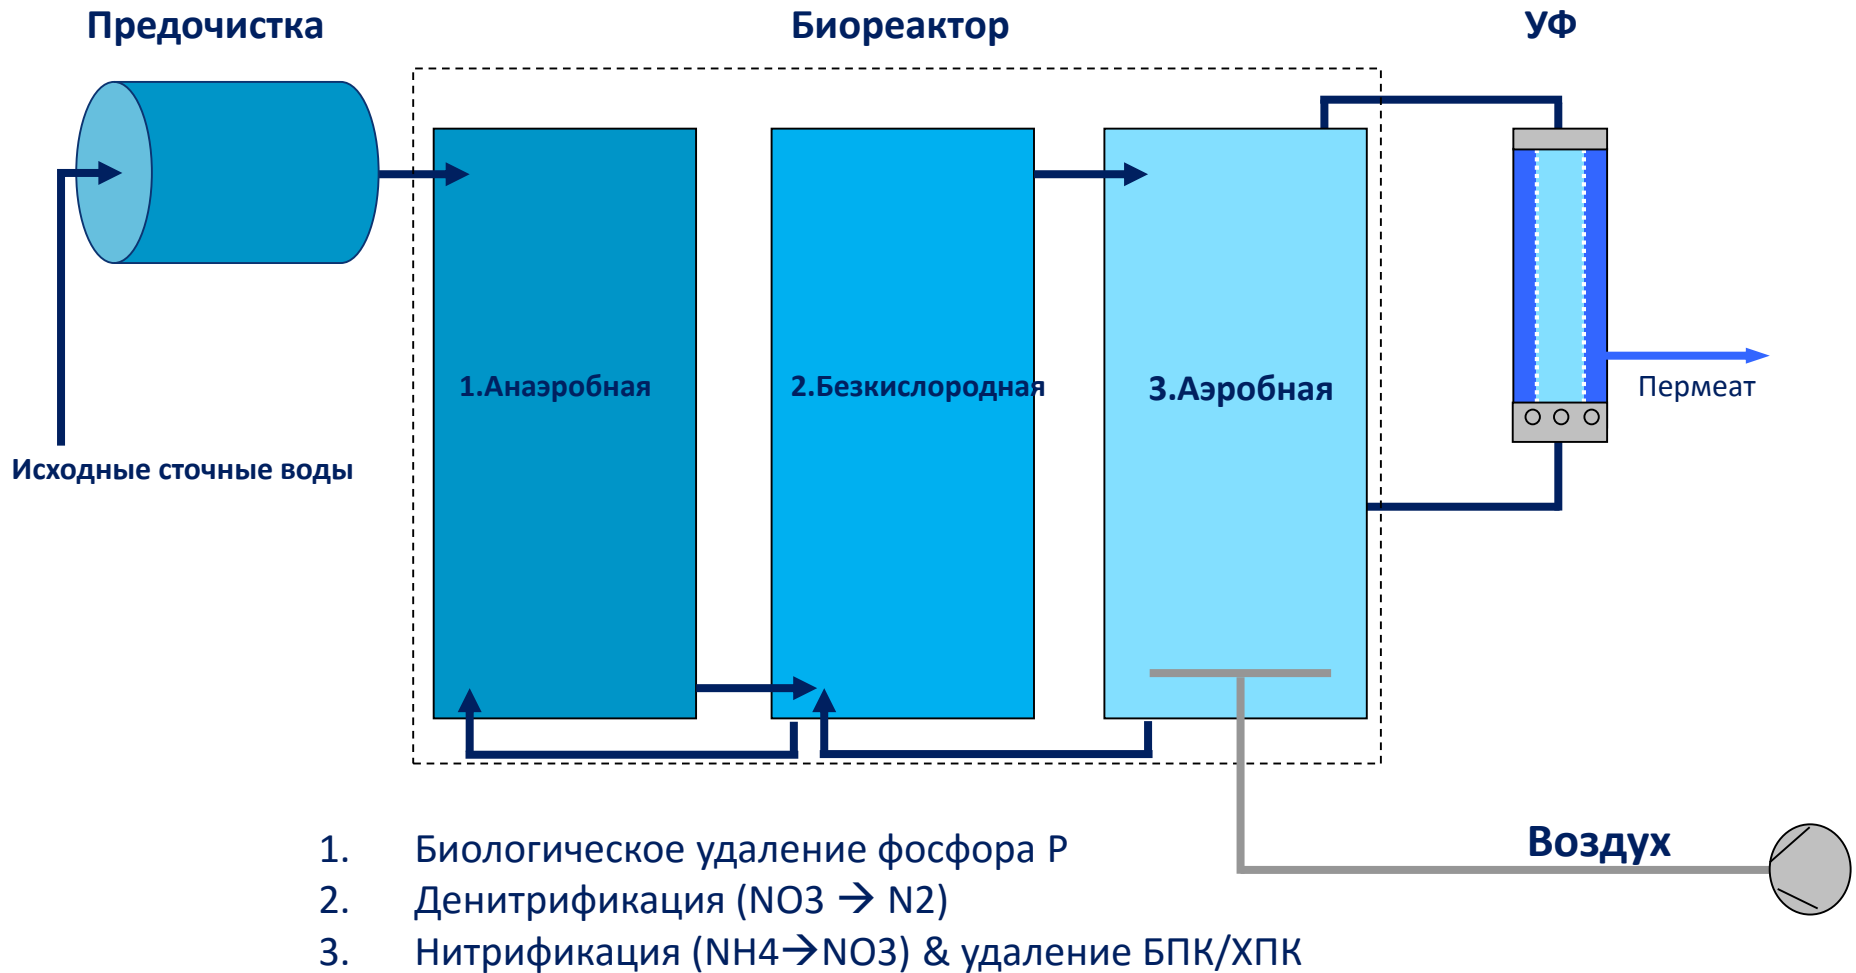 Предочистка
Биореактор
УФ
1.Анаэробная
2.Безкислородная
3.Аэробная
Пермеат
Исходные сточные воды
Воздух
1. Биологическое удаление фосфора P
2. Денитрификация (NO3 → N2)
3. Нитрификация (NH4→NO3) & удаление БПК/ХПК